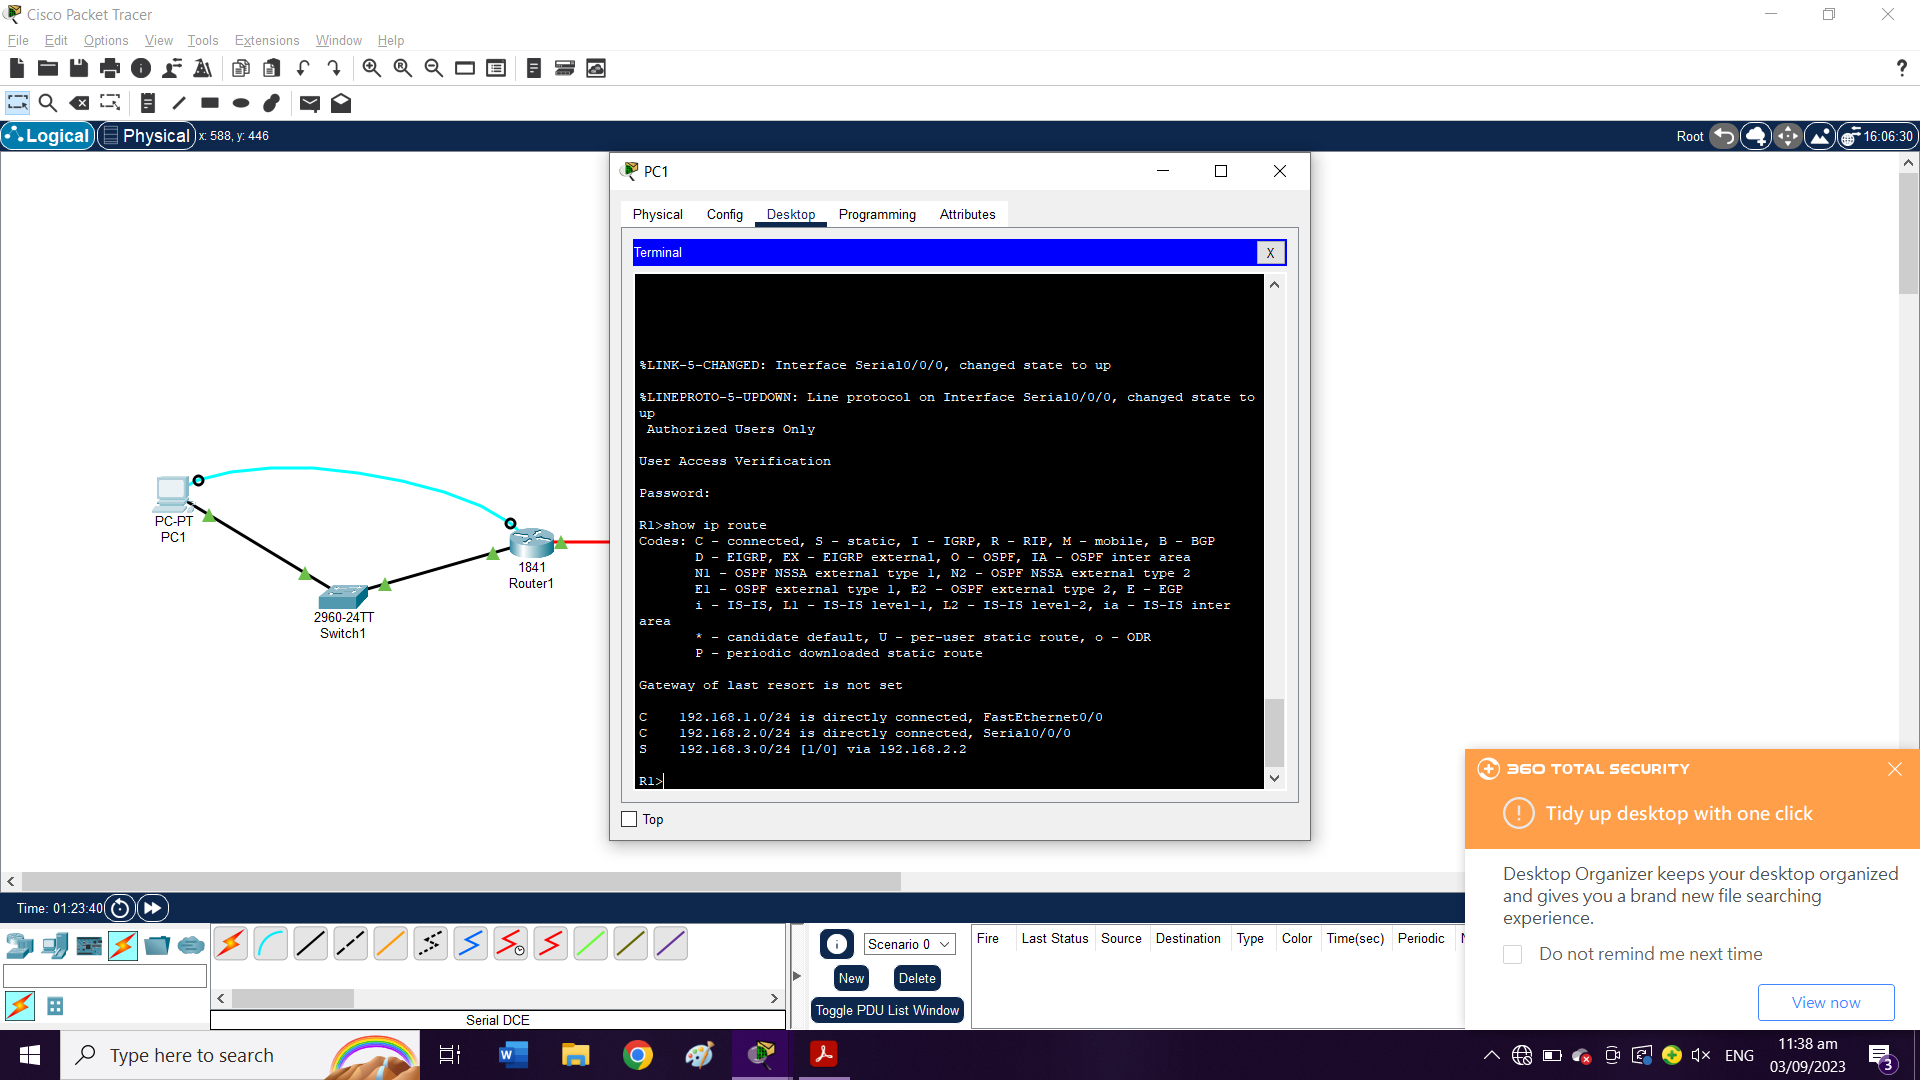 Cisco Packet Tracer
File Edit Options View Tools Extensions Window Help
?
Logical Physical x: 588, y: 446 Root 16:06:30
PC1
Physical Config Desktop Programming Attributes
Terminal X
%LINK-5-CHANGED: Interface Serial0/0/0, changed state to up
%LINEPROTO-5-UPDOWN: Line protocol on Interface Serial0/0/0, changed state to
up
Authorized Users Only
User Access Verification
Password:
R1>show ip route
Codes: C - connected, S - static, I - IGRP, R - RIP, M - mobile, B - BGP
D - EIGRP, EX - EIGRP external, O - OSPF, IA - OSPF inter area
N1 - OSPF NSSA external type 1, N2 - OSPF NSSA external type 2
E1 - OSPF external type 1, E2 - OSPF external type 2, E - EGP
i - IS-IS, L1 - IS-IS level-1, L2 - IS-IS level-2, ia - IS-IS inter
area
* - candidate default, U - per-user static route, o - ODR
P - periodic downloaded static route
Gateway of last resort is not set
C 192.168.1.0/24 is directly connected, FastEthernet0/0
C 192.168.2.0/24 is directly connected, Serial0/0/0
S 192.168.3.0/24 [1/0] via 192.168.2.2
R1>
Top
PC-PT
PC1
2960-24TT
Switch1
1841
Router1
360 TOTAL SECURITY
Tidy up desktop with one click
Desktop Organizer keeps your desktop organized
and gives you a brand new file searching
experience.
Do not remind me next time
View now
Time: 01:23:40
Scenario 0
New Delete
Toggle PDU List Window
Fire Last Status Source Destination Type Color Time(sec) Periodic
Serial DCE
Type here to search
ENG
11:38 am
03/09/2023
3